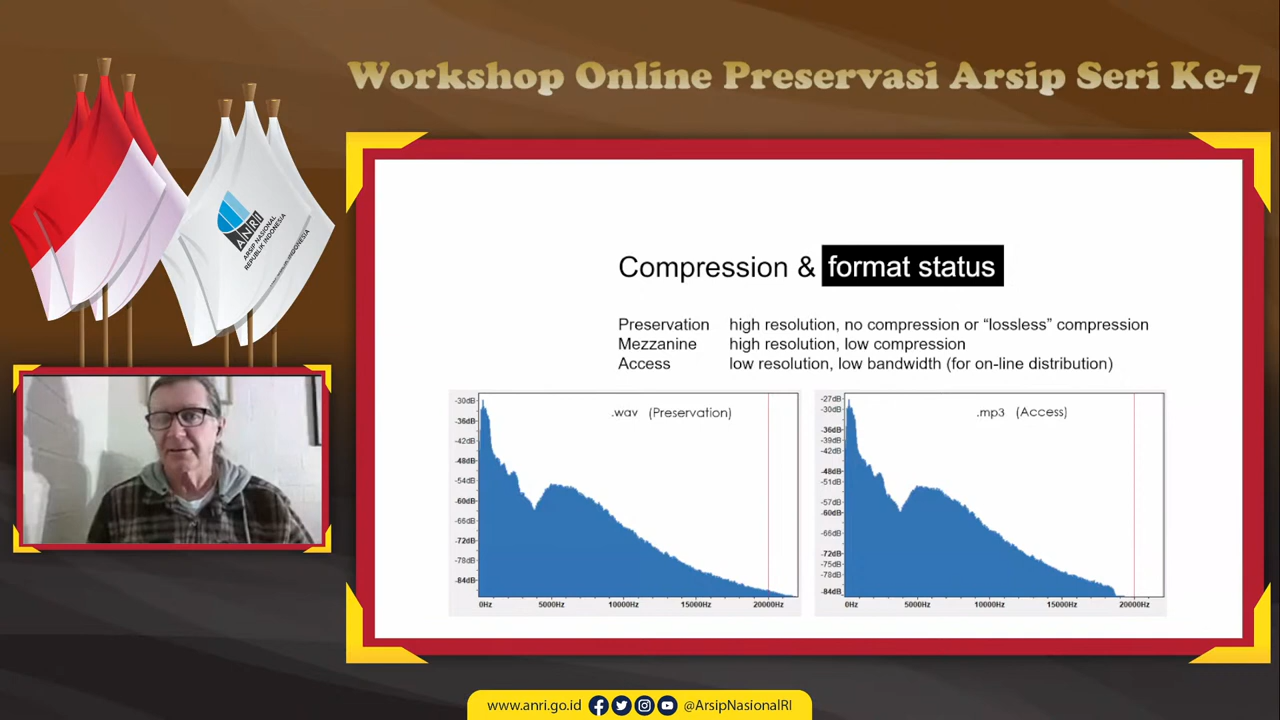 Workshop Online Preservasi Arsip Seri Ke-7
ANRI
ARSIP NASIONAL
REPUBLIK INDONESIA
Compression & format status
Preservation high resolution, no compression or “lossless” compression
Mezzanine high resolution, low compression
Access low resolution, low bandwidth (for on-line distribution)
.wav (Preservation)
-30dB
-36dB
-42dB
-48dB
-54dB
-60dB
-66dB
-72dB
-78dB
-84dB
0Hz 5000Hz 10000Hz 15000Hz 20000Hz
.mp3 (Access)
-27dB
-30dB
-36dB
-39dB
-42dB
-48dB
-51dB
-57dB
-60dB
-66dB
-72dB
-75dB
-78dB
-84dB
0Hz 5000Hz 10000Hz 15000Hz 20000Hz
www.anri.go.id @ArsipNasionalRI